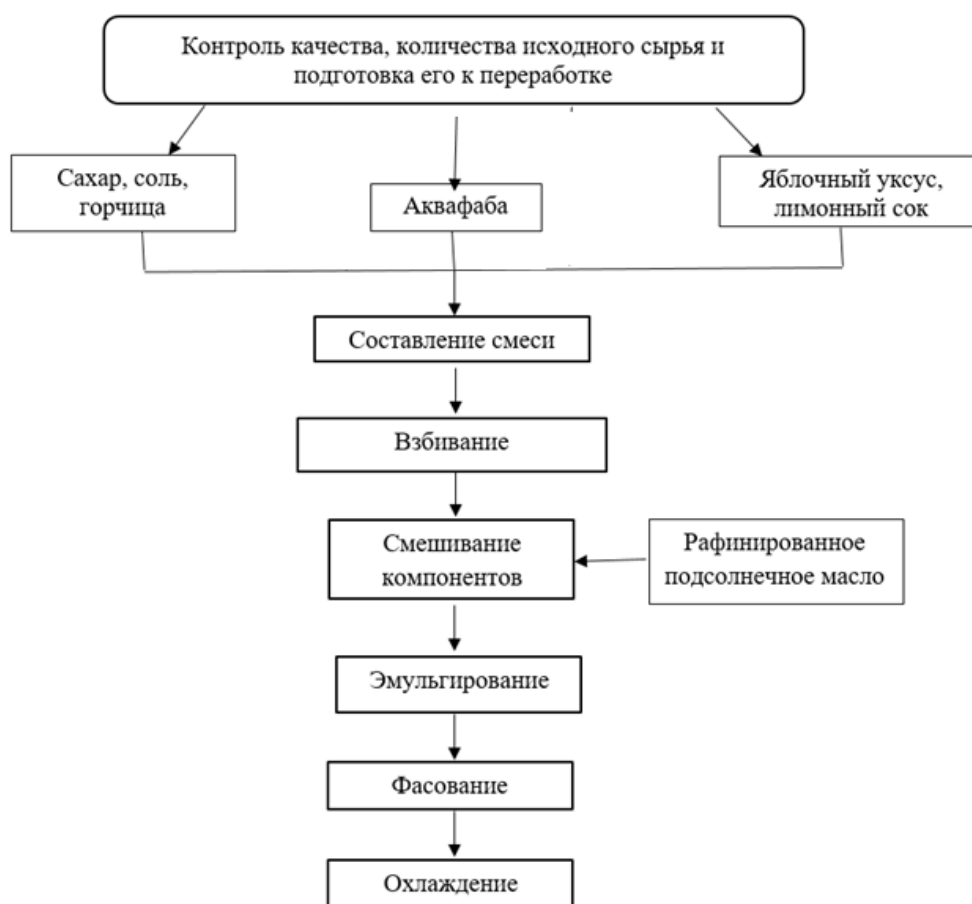 Контроль качества, количества исходного сырья и
подготовка его к переработке
Сахар, соль,
горчица
Аквафаба
Яблочный уксус,
лимонный сок
Составление смеси
Взбивание
Смешивание
компонентов
Рафинированное
подсолнечное масло
Эмульгирование
Фасование
Охлаждение